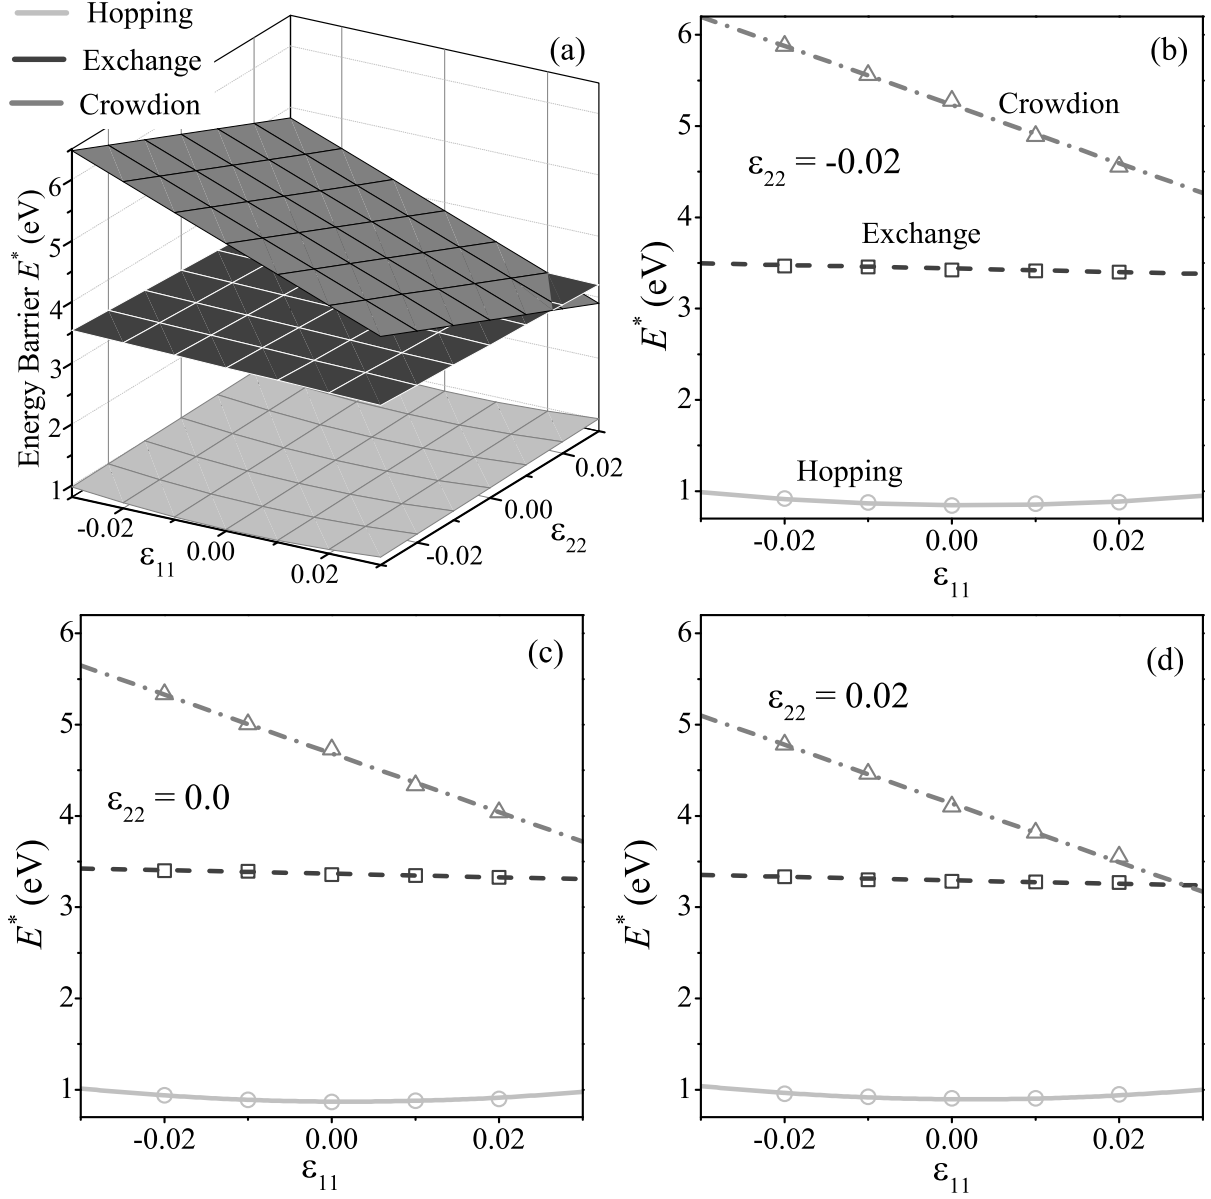 Hopping
Exchange
Crowdion
(a)
Energy Barrier E* (eV)
6
5
4
3
2
1
-0.02
0.00
0.02
ε11
-0.02
0.00
0.02
ε22
(b)
Crowdion
ε22 = -0.02
Exchange
Hopping
E* (eV)
6
5
4
3
2
1
-0.02 0.00 0.02
ε11
(c)
ε22 = 0.0
E* (eV)
6
5
4
3
2
1
-0.02 0.00 0.02
ε11
(d)
ε22 = 0.02
E* (eV)
6
5
4
3
2
1
-0.02 0.00 0.02
ε11